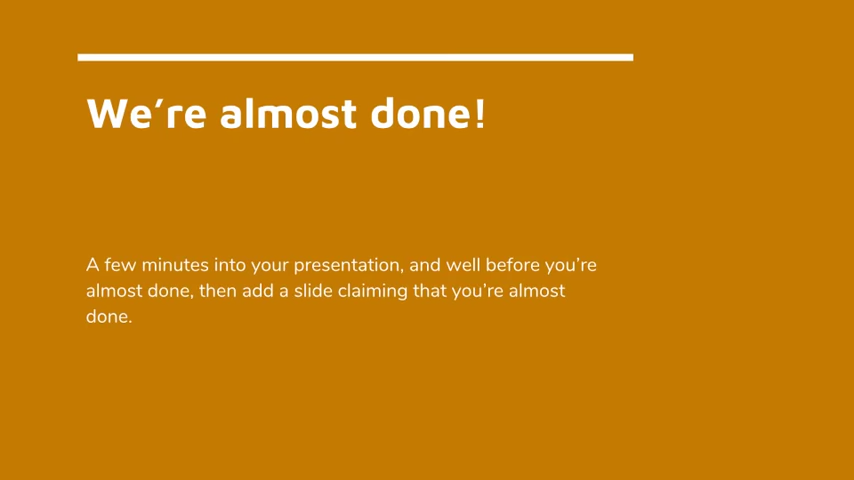 We’re almost done!
A few minutes into your presentation, and well before you’re
almost done, then add a slide claiming that you’re almost
done.